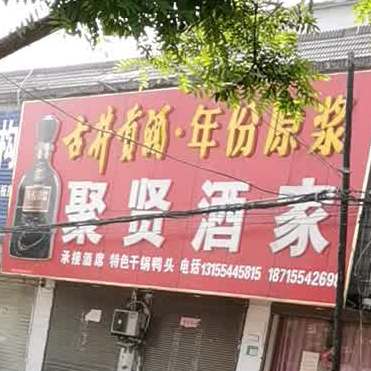 古井贡酒·年份原浆
聚贤酒家
承接酒席 特色干锅鸭头 电话13155445815
构